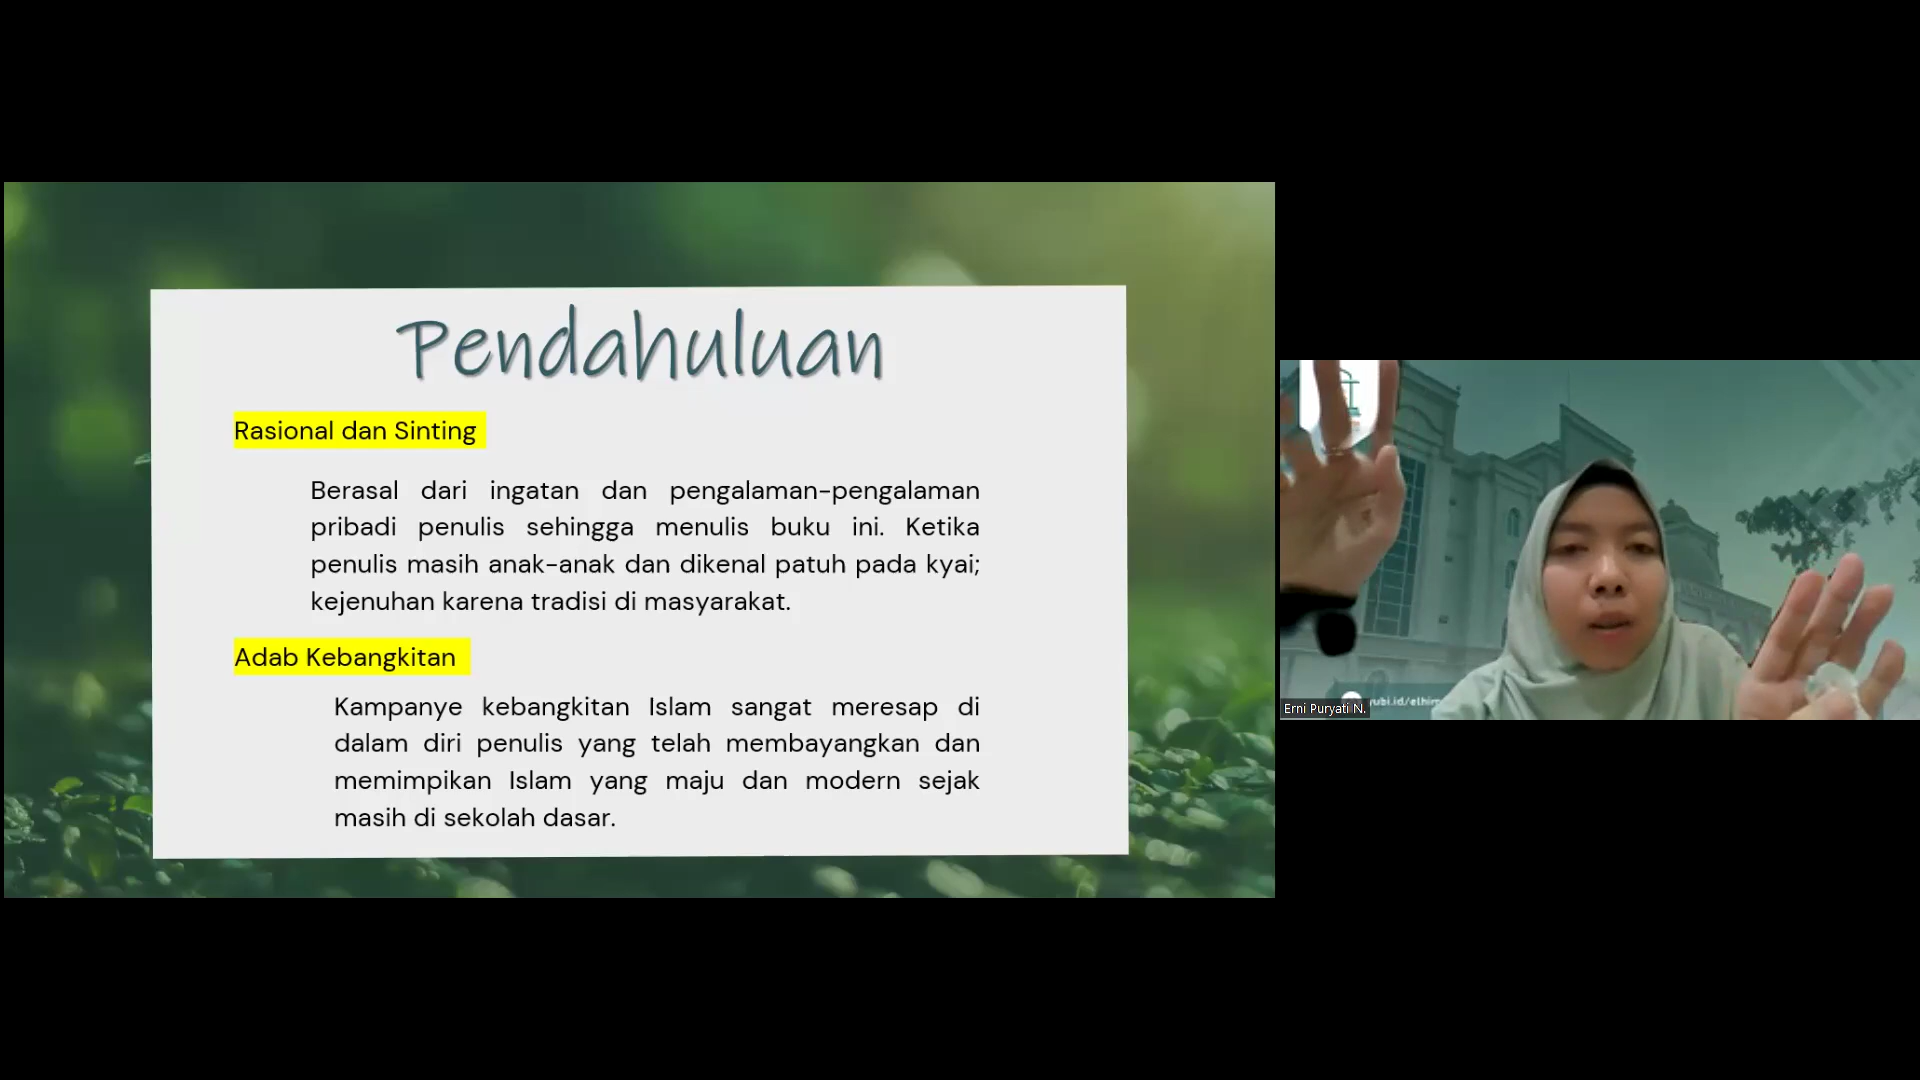 Pendahuluan
Rasional dan Sinting
Berasal dari ingatan dan pengalaman-pengalaman
pribadi penulis sehingga menulis buku ini. Ketika
penulis masih anak-anak dan dikenal patuh pada kyai;
kejenuhan karena tradisi di masyarakat.
Adab Kebangkitan
Kampanye kebangkitan Islam sangat meresap di
dalam diri penulis yang telah membayangkan dan
memimpikan Islam yang maju dan modern sejak
masih di sekolah dasar.
Erni Puryati N.